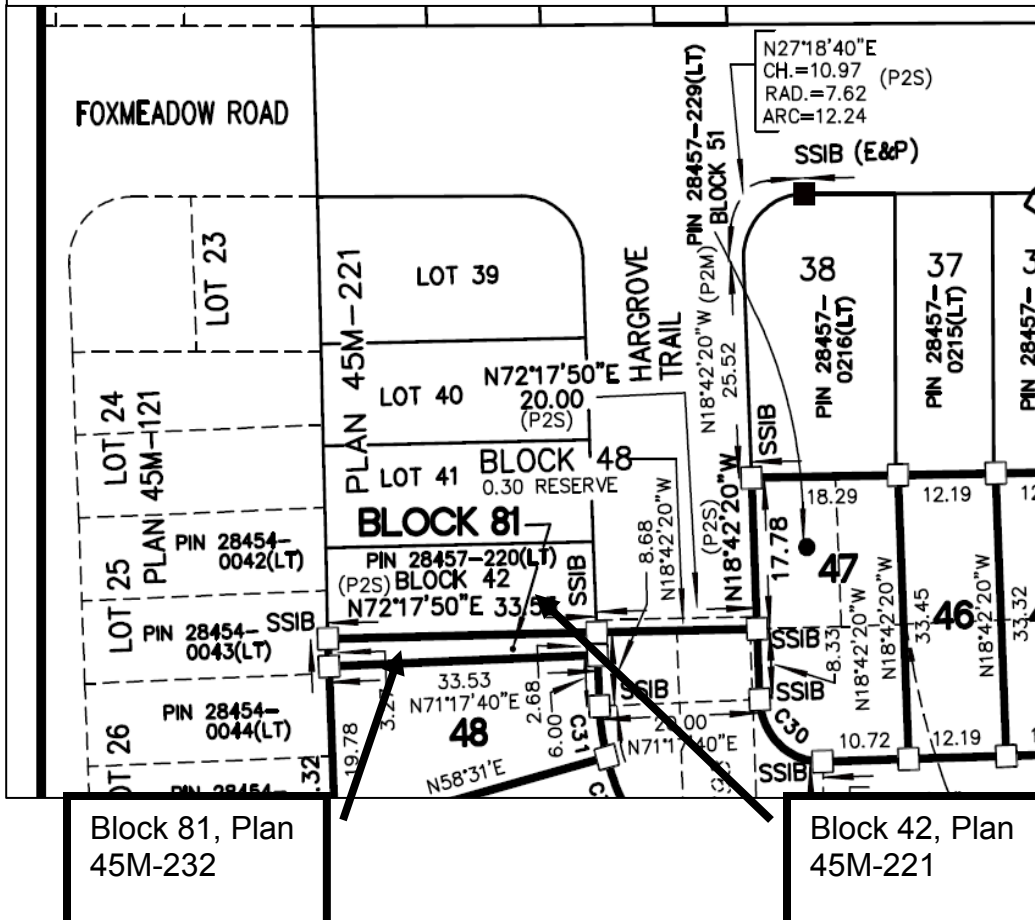 FOXMEADOW ROAD
N27°18'40"E
CH.=10.97
(P2S)
RAD.=7.62
ARC=12.24
SSIB (E&P)
PIN 28457-229(LT)
BLOCK 51
LOT 23
PLAN 45M-221
LOT 39
HARGROVE
TRAIL
N18°42'20"W (P2M)
25.52
38
PIN 28457-
0216(LT)
37
PIN 28457-
0215(LT)
PIN 28457-
LOT 24
PLAN 45M-121
LOT 40
N72°17'50"E
20.00
(P2S)
SSIB
LOT 41
BLOCK 48
0.30 RESERVE
18.29
12.19
BLOCK 81
8.68
N18°42'20"W
(P2S)
N18°42'20"W
17.78
LOT 25
PIN 28454-
0042(LT)
PIN 28457-220(LT)
(P2S) BLOCK 42
N72°17'50"E
SSIB
47
N18°42'20"W
N18°42'20"W
33.45
46
N18°42'20"W
33.32
PIN 28454-
0043(LT)
SSIB
SSIB
8.33
33.53
N71°17'40"E
2.68
SSIB
SSIB
PIN 28454-
0044(LT)
19.78
48
6.00
C31
20.00
C30
10.72
12.19
N58°31'E
SSIB
.32
PIN 28454-
Block 81, Plan
45M-232
Block 42, Plan
45M-221